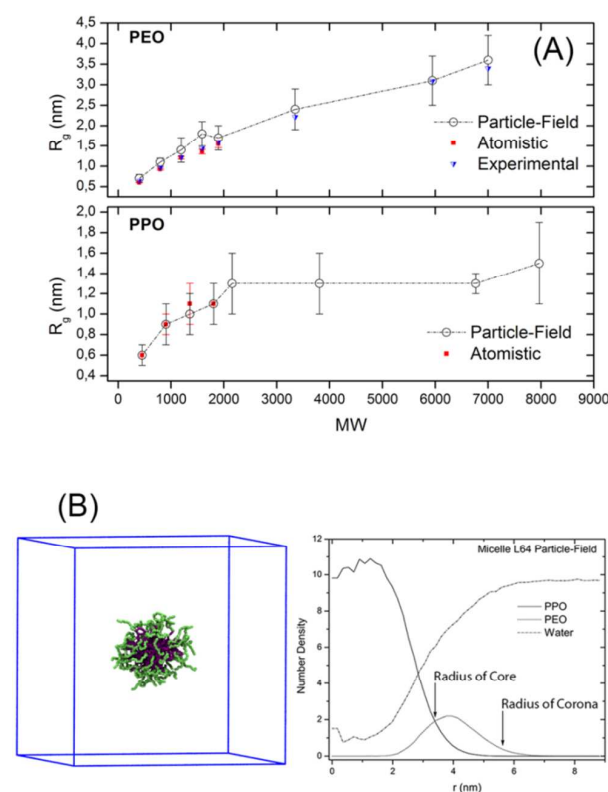 PEO
(A)
4,5
4,0
3,5
3,0
2,5
2,0
1,5
1,0
0,5
Rg (nm)
Particle-Field
Atomistic
Experimental
PPO
2,0
1,8
1,6
1,4
1,2
1,0
0,8
0,6
0,4
Rg (nm)
Particle-Field
Atomistic
0 1000 2000 3000 4000 5000 6000 7000 8000 9000
MW
(B)
12
10
8
6
4
2
0
Number Density
Micelle L64 Particle-Field
PPO
PEO
Water
Radius of Core
Radius of Corona
0 2 4 6 8
r (nm)